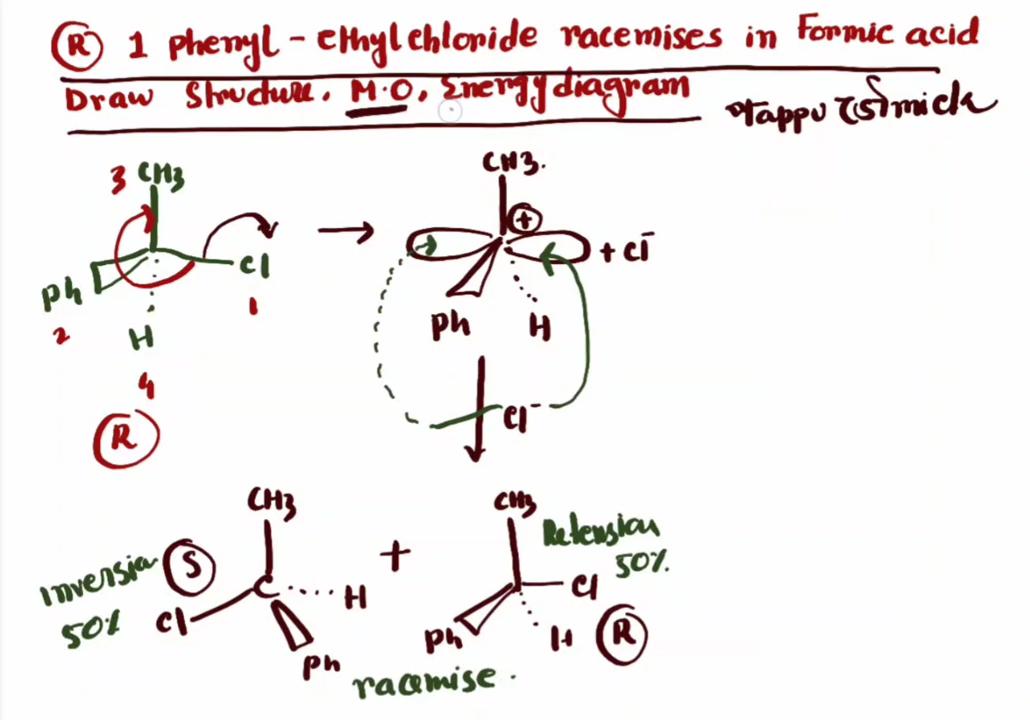 (R) 1 phenyl - ethylchloride racemises in Formic acid
Draw Structure. M.O. Energy diagram
3 CH3
Cl
1
Ph
2
H
4
R
CH3.
+
+ Cl⁻
Ph
H
Cl⁻
CH3
inversion
S
50%
C
H
Cl
Ph
+
CH3
Retension
50%
Cl
Ph
H
R
racemise.